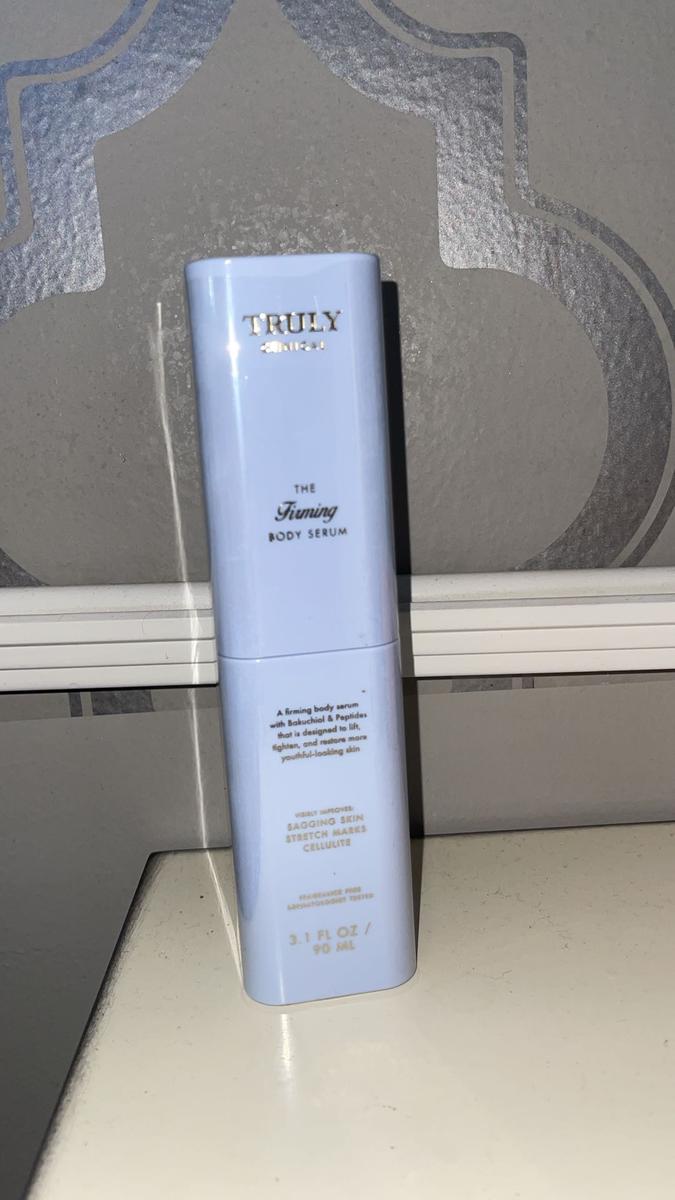 TRULY
CLINICAL
THE
Firming
BODY SERUM
A firming body serum
with Bakuchiol & Peptides
that is designed to lift,
tighten, and restore more
youthful-looking skin
VISIBLY IMPROVES:
SAGGING SKIN
STRETCH MARKS
CELLULITE
FRAGRANCE FREE
DERMATOLOGIST TESTED
3.1 FL OZ /
90 ML